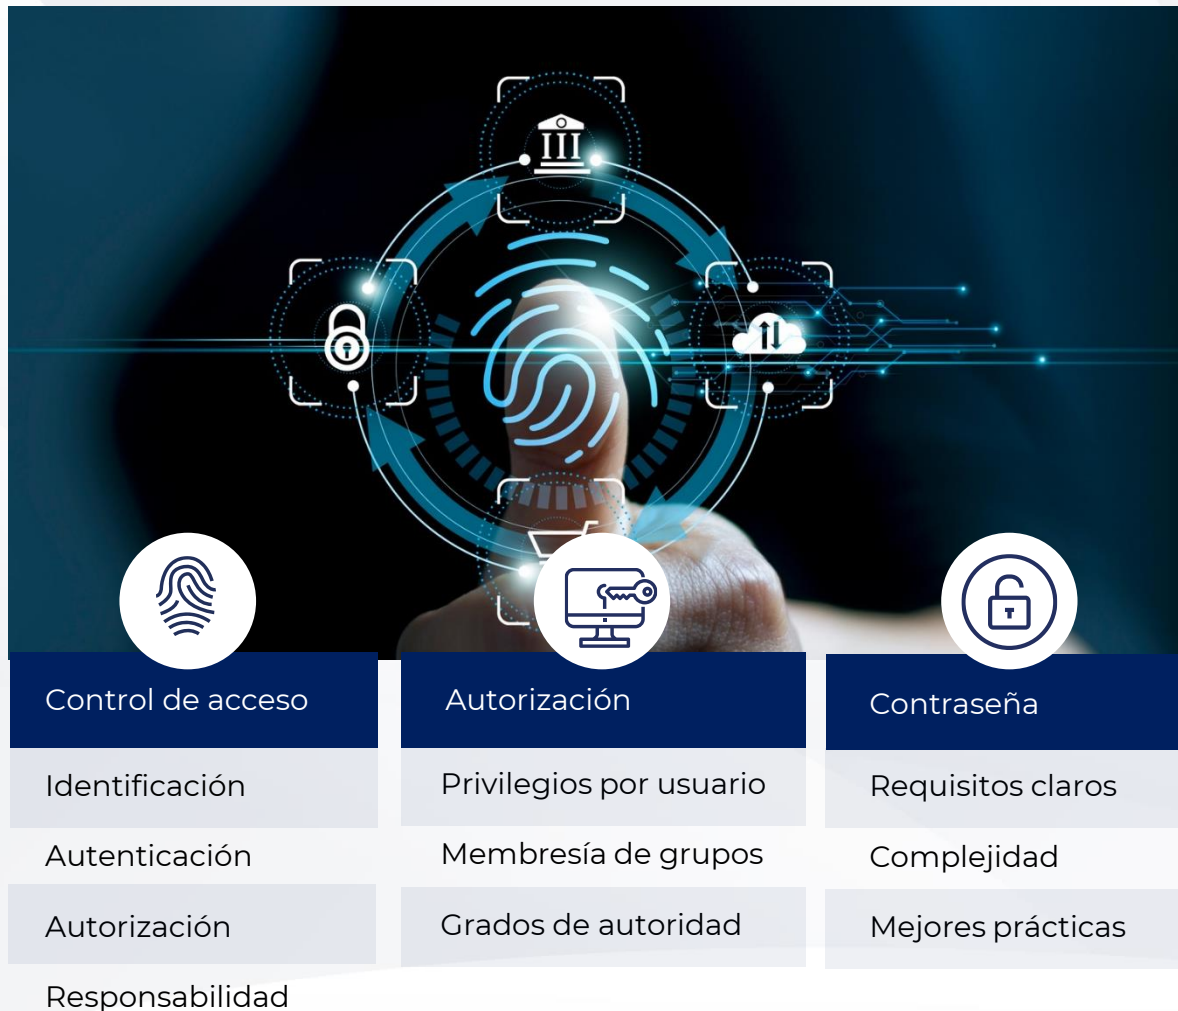 Control de acceso
Identificación
Autenticación
Autorización
Responsabilidad
Autorización
Privilegios por usuario
Membresía de grupos
Grados de autoridad
Contraseña
Requisitos claros
Complejidad
Mejores prácticas